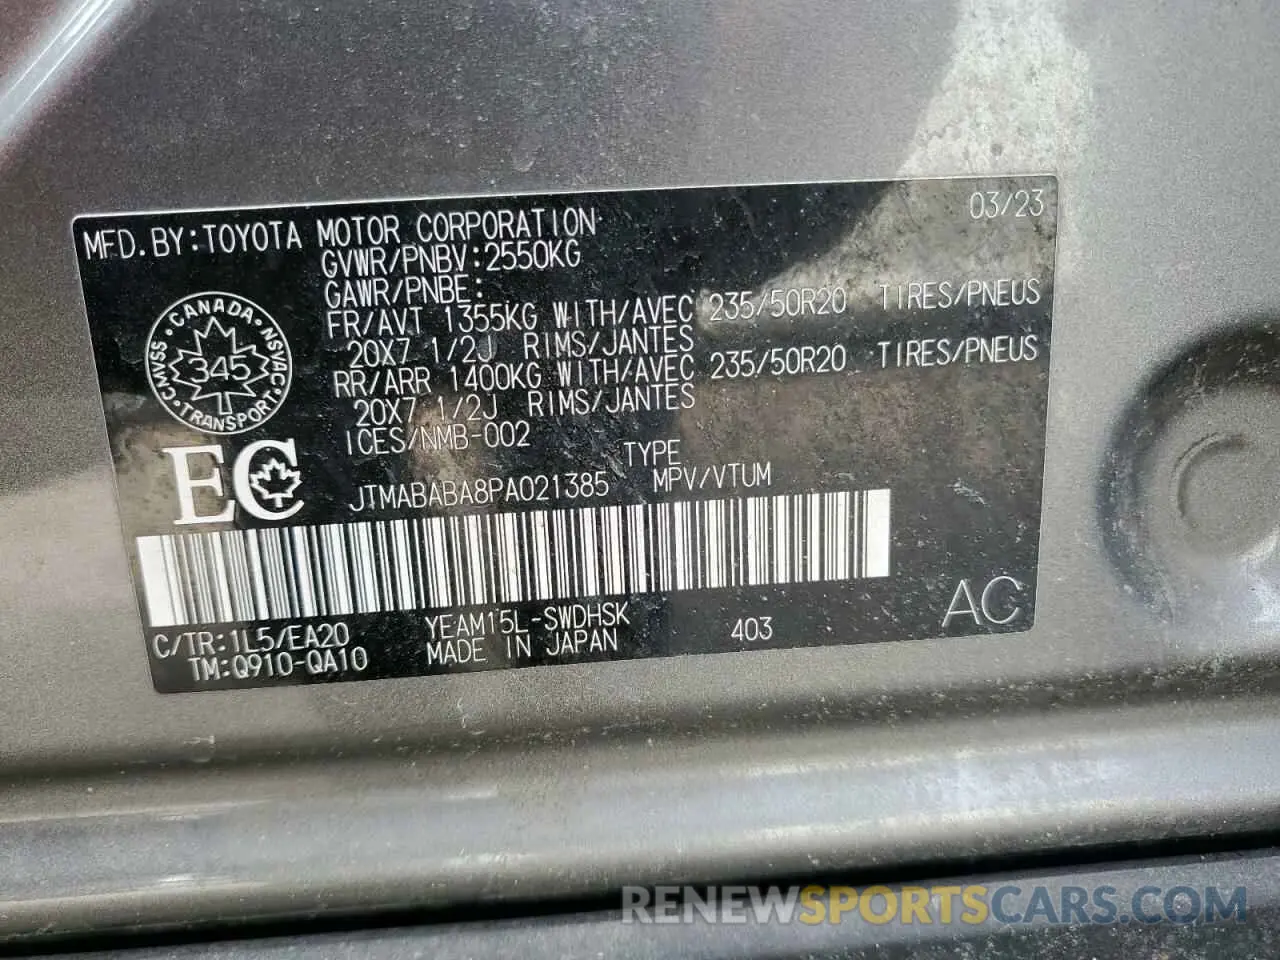 MFD.BY:TOYOTA MOTOR CORPORATION 03/23
GVWR/PNBV:2550KG
GAWR/PNBE:
FR/AVT 1355KG WITH/AVEC 235/50R20 TIRES/PNEUS
20X7 1/2J RIMS/JANTES
RR/ARR 1400KG WITH/AVEC 235/50R20 TIRES/PNEUS
20X7 1/2J RIMS/JANTES
ICES/NMB-002
CANADA
CMVSS 345 NSVAC
TRANSPORT
EC
TYPE
JTMABABA8PA021385 MPV/VTUM
C/TR:1L5/EA20 YEAM15L-SWDHSK 403 AC
TM:Q910-QA10 MADE IN JAPAN
RENEWSPORTSCARS.COM